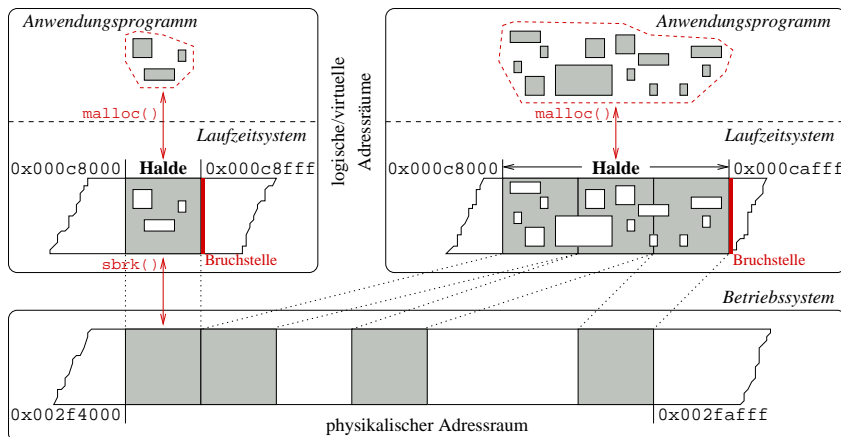 Anwendungsprogramm
malloc()
Laufzeitsystem
0x000c8000
Halde
0x000c8fff
sbrk()
Bruchstelle
logische/virtuelle
Adressräume
Anwendungsprogramm
malloc()
Laufzeitsystem
0x000c8000
Halde
0x000cafff
Bruchstelle
Betriebssystem
0x002f4000
physikalischer Adressraum
0x002fafff